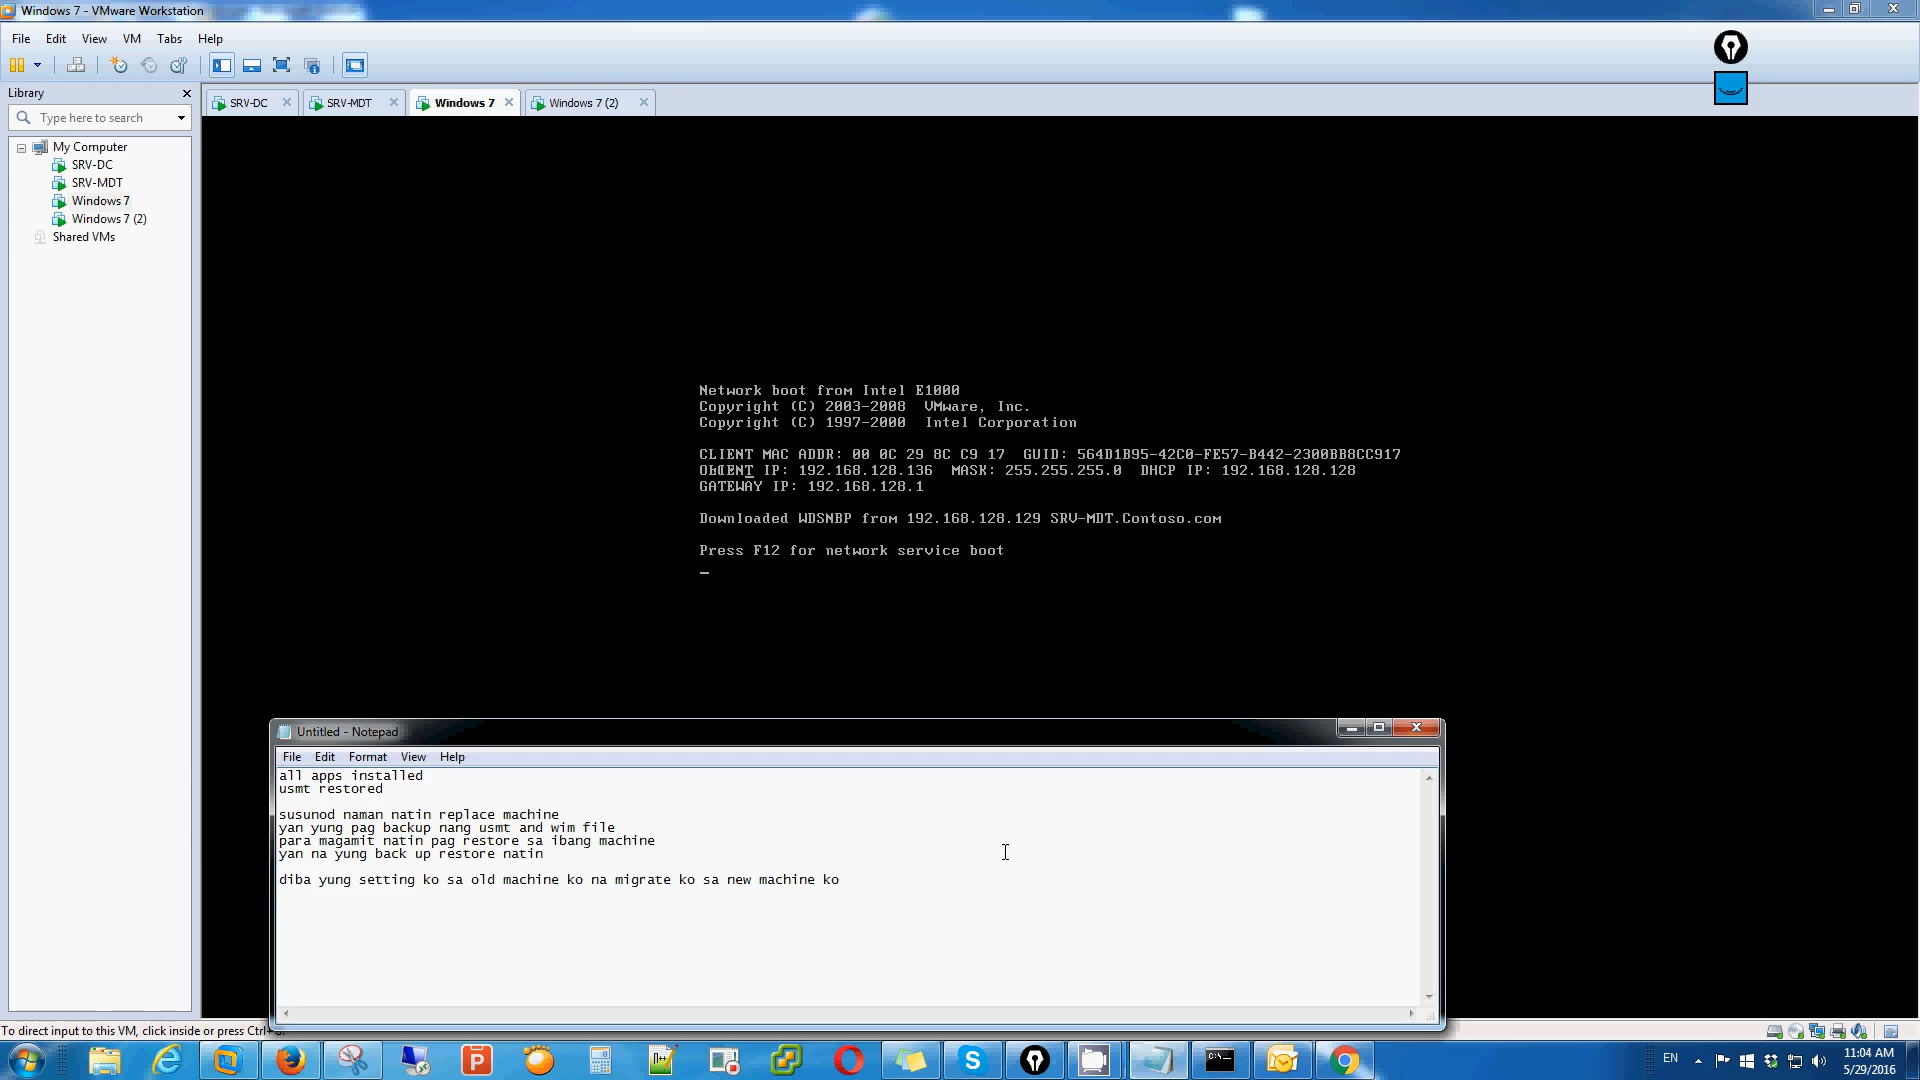 Windows 7 - VMware Workstation
File Edit View VM Tabs Help
Library
Type here to search
My Computer
SRV-DC
SRV-MDT
Windows 7
Windows 7 (2)
Shared VMs
SRV-DC
SRV-MDT
Windows 7
Windows 7 (2)
Network boot from Intel E1000
Copyright (C) 2003-2008 VMware, Inc.
Copyright (C) 1997-2000 Intel Corporation
CLIENT MAC ADDR: 00 0C 29 8C C9 17 GUID: 564D1B95-42C0-FE57-B442-2300BB8CC917
IP: 192.168.128.136 MASK: 255.255.255.0 DHCP IP: 192.168.128.128
GATEWAY IP: 192.168.128.1
Downloaded WDSNBP from 192.168.128.129 SRV-MDT.Contoso.com
Press F12 for network service boot
Untitled - Notepad
File Edit Format View Help
all apps installed
usmt restored
susunod naman natin replace machine
yan yung pag backup nang usmt and wim file
para magamit natin pag restore sa ibang machine
yan na yung back up restore natin
diba yung setting ko sa old machine ko na migrate ko sa new machine ko
To direct input to this VM, click inside or press
EN
11:04 AM
5/29/2016